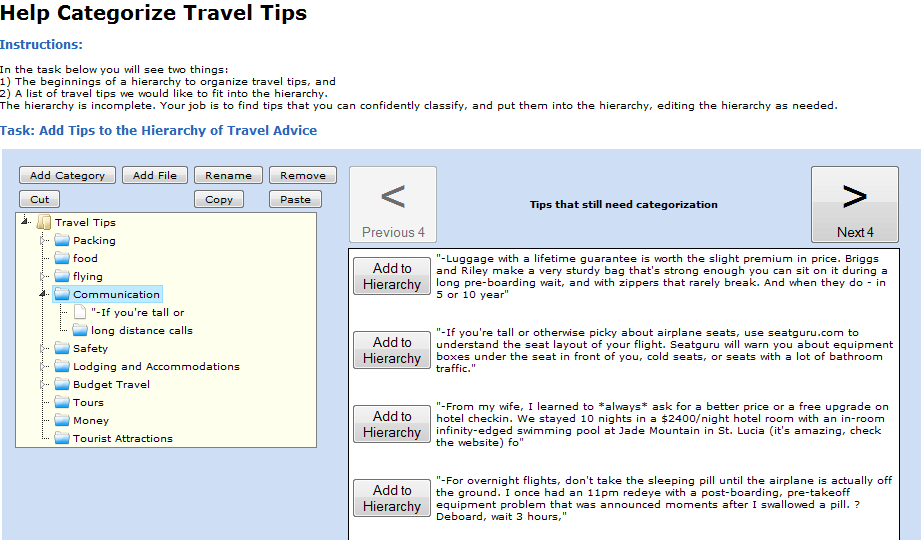 Help Categorize Travel Tips
Instructions:
In the task below you will see two things:
1) The beginnings of a hierarchy to organize travel tips, and
2) A list of travel tips we would like to fit into the hierarchy.
The hierarchy is incomplete. Your job is to find tips that you can confidently classify, and put them into the hierarchy, editing the hierarchy as needed.
Task: Add Tips to the Hierarchy of Travel Advice
Add Category Add File Rename Remove
Cut Copy Paste
Travel Tips
Packing
food
flying
Communication
"-If you're tall or
long distance calls
Safety
Lodging and Accommodations
Budget Travel
Tours
Money
Tourist Attractions
<
Previous 4
Tips that still need categorization
>
Next 4
Add to
Hierarchy
"-Luggage with a lifetime guarantee is worth the slight premium in price. Briggs
and Riley make a very sturdy bag that's strong enough you can sit on it during a
long pre-boarding wait, and with zippers that rarely break. And when they do - in
5 or 10 year"
Add to
Hierarchy
"-If you're tall or otherwise picky about airplane seats, use seatguru.com to
understand the seat layout of your flight. Seatguru will warn you about equipment
boxes under the seat in front of you, cold seats, or seats with a lot of bathroom
traffic."
Add to
Hierarchy
"-From my wife, I learned to *always* ask for a better price or a free upgrade on
hotel checkin. We stayed 10 nights in a $2400/night hotel room with an in-room
infinity-edged swimming pool at Jade Mountain in St. Lucia (it's amazing, check
the website) fo"
Add to
Hierarchy
"-For overnight flights, don't take the sleeping pill until the airplane is actually off
the ground. I once had an 11pm redeye with a post-boarding, pre-takeoff
equipment problem that was announced moments after I swallowed a pill. ?
Deboard, wait 3 hours,"